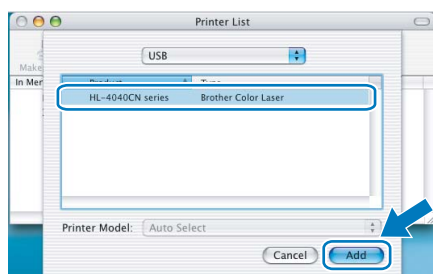 Printer List
USB
Make
In Mer
Product Type
HL-4040CN series Brother Color Laser
Printer Model: Auto Select
Cancel Add